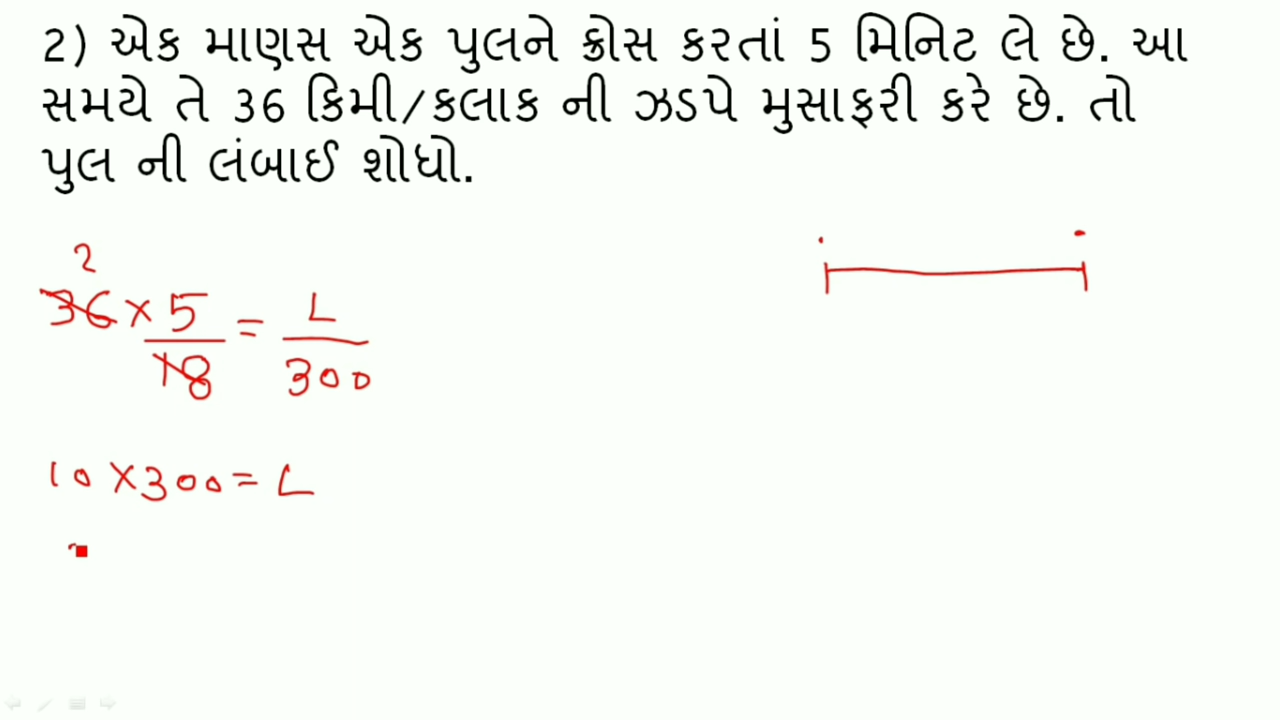 2) એક માણસ એક પુલને ક્રોસ કરતાં 5 મિનિટ લે છે. આ
સમયે તે 36 કિમી/કલાક ની ઝડપે મુસાફરી કરે છે. તો
પુલ ની લંબાઈ શોધો.
2
36 × 5 = L
18 300
10 × 300 = L